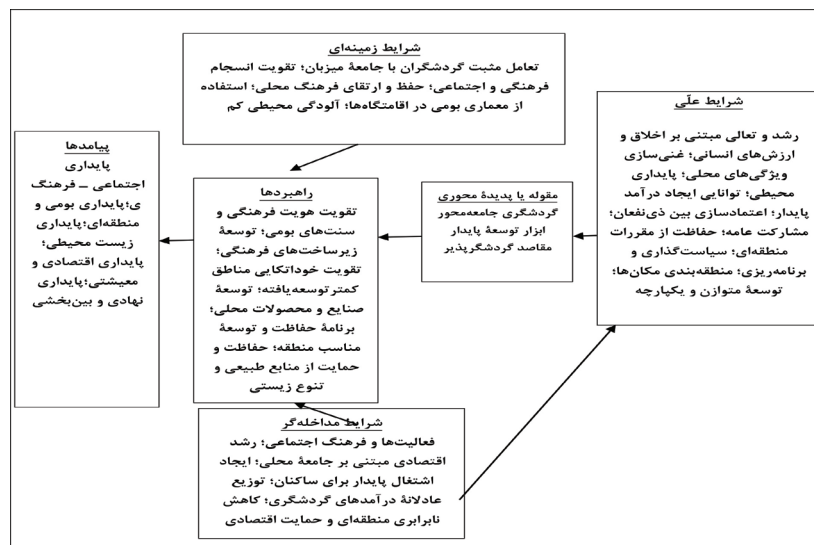 شرایط زمینه‌ای
تعامل مثبت گردشگران با جامعهٔ میزبان؛ تقویت انسجام
فرهنگی و اجتماعی؛ حفظ و ارتقای فرهنگ محلی؛ استفاده
از معماری بومی در اقامتگاه‌ها؛ آلودگی محیطی کم
شرایط علّی
رشد و تعالی مبتنی بر اخلاق و
ارزش‌های انسانی؛ غنی‌سازی
ویژگی‌های محلی؛ پایداری
محیطی؛ توانایی ایجاد درآمد
پایدار؛ اعتمادسازی بین ذی‌نفعان؛
مشارکت عامه؛ حفاظت از مقررات
منطقه‌ای؛ سیاست‌گذاری و
برنامه‌ریزی؛ منطقه‌بندی مکان‌ها؛
توسعهٔ متوازن و یکپارچه
مقوله یا پدیدهٔ محوری
گردشگری جامعه‌محور
ابزار توسعهٔ پایدار
مقاصد گردشگرپذیر
راهبردها
تقویت هویت فرهنگی و
سنت‌های بومی؛ توسعهٔ
زیرساخت‌های فرهنگی؛
تقویت خوداتکایی مناطق
کمترتوسعه‌یافته؛ توسعهٔ
صنایع و محصولات محلی؛
برنامهٔ حفاظت و توسعهٔ
مناسب منطقه؛ حفاظت و
حمایت از منابع طبیعی و
تنوع زیستی
پیامدها
پایداری
اجتماعی ـ فرهنگ
ی؛پایداری بومی و
منطقه‌ای؛پایداری
زیست محیطی؛
پایداری اقتصادی و
معیشتی؛پایداری
نهادی و بین‌بخشی
شرایط مداخله‌گر
فعالیت‌ها و فرهنگ اجتماعی؛ رشد
اقتصادی مبتنی بر جامعهٔ محلی؛ ایجاد
اشتغال پایدار برای ساکنان؛ توزیع
عادلانهٔ درآمدهای گردشگری؛ کاهش
نابرابری منطقه‌ای و حمایت اقتصادی